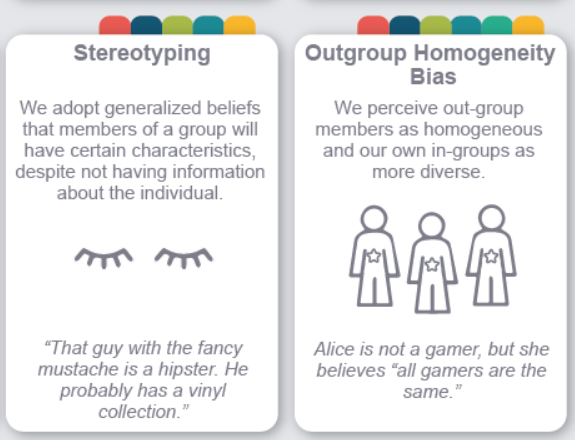 Stereotyping
We adopt generalized beliefs
that members of a group will
have certain characteristics,
despite not having information
about the individual.
“That guy with the fancy
mustache is a hipster. He
probably has a vinyl
collection.”
Outgroup Homogeneity
Bias
We perceive out-group
members as homogeneous
and our own in-groups as
more diverse.
Alice is not a gamer, but she
believes “all gamers are the
same.”